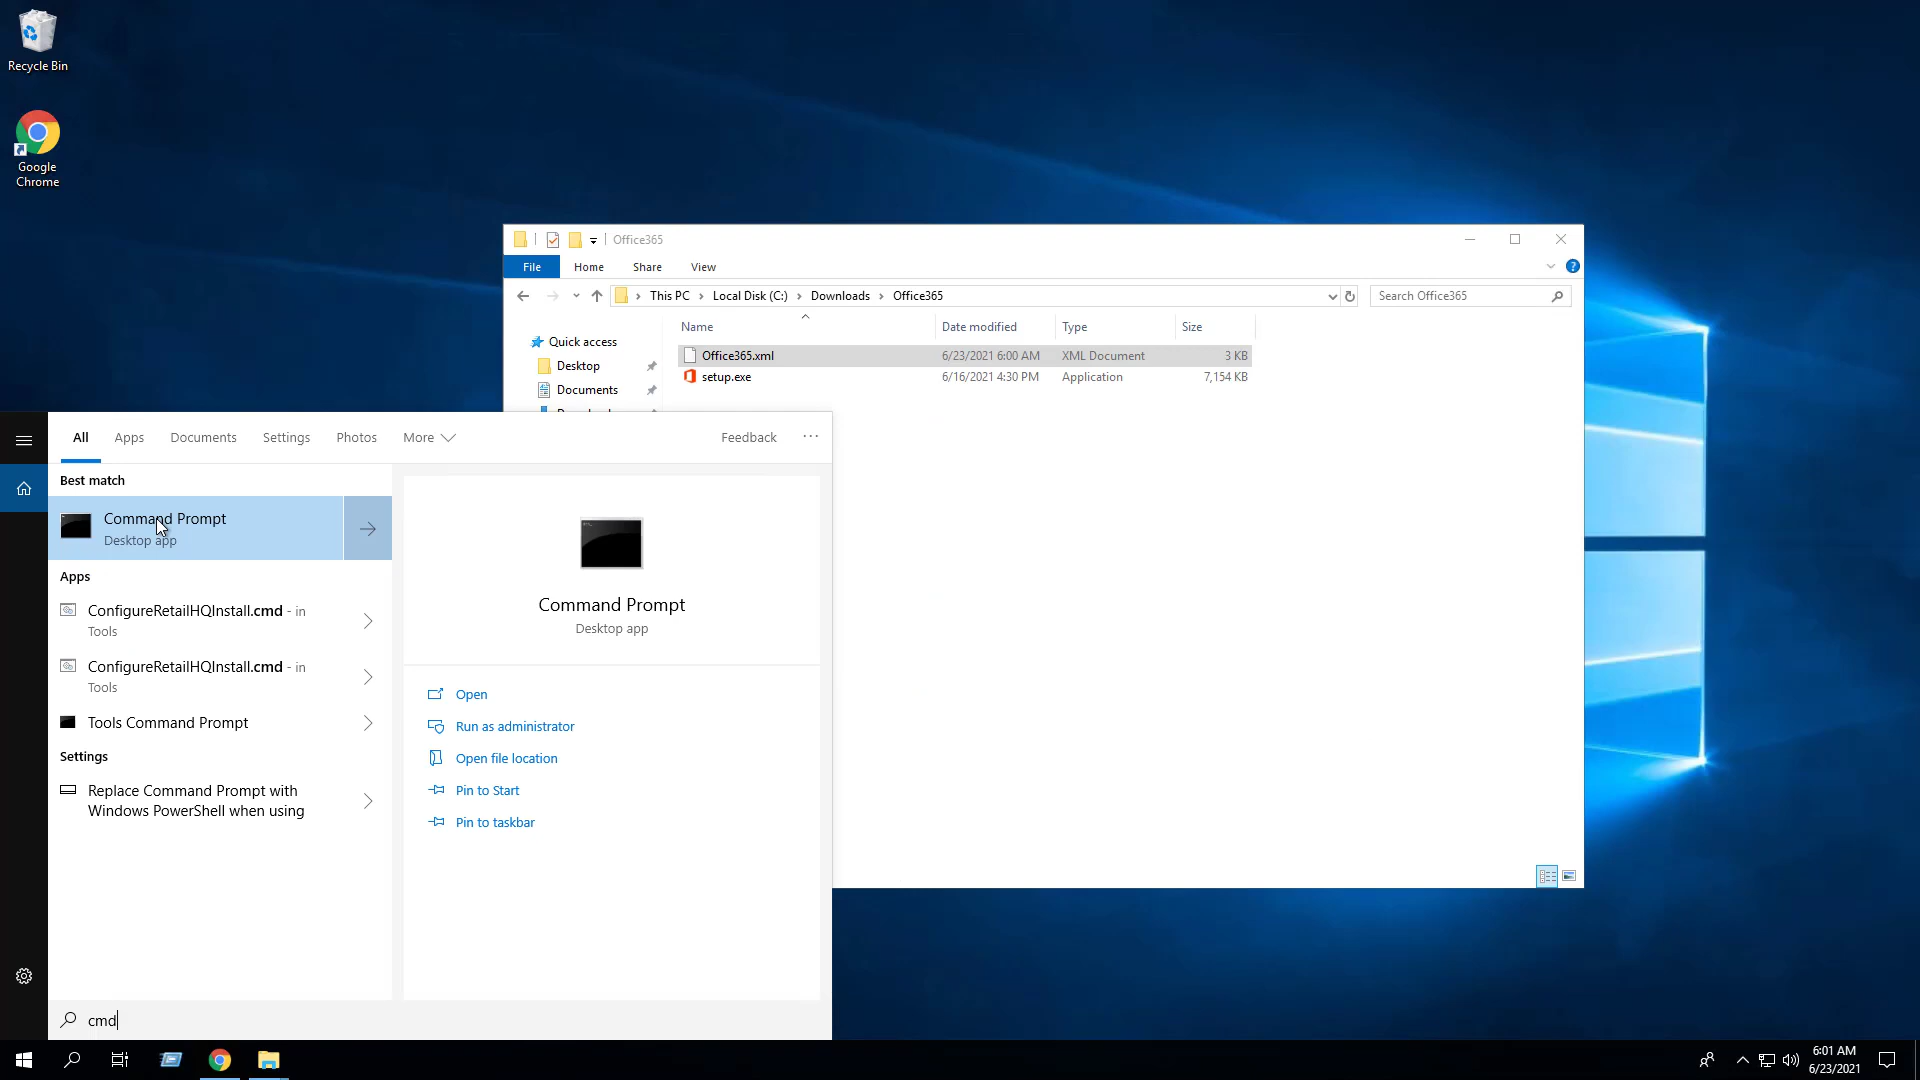 Recycle Bin
Google
Chrome
Office365
File
Home
Share
View
This PC
Local Disk (C:)
Downloads
Office365
Search Office365
Name
Date modified
Type
Size
Quick access
Desktop
Documents
Office365.xml
6/23/2021 6:00 AM
XML Document
3 KB
setup.exe
6/16/2021 4:30 PM
Application
7,154 KB
All
Apps
Documents
Settings
Photos
More
Feedback
Best match
Command Prompt
Desktop app
Apps
ConfigureRetailHQInstall.cmd - in
Tools
ConfigureRetailHQInstall.cmd - in
Tools
Tools Command Prompt
Settings
Replace Command Prompt with
Windows PowerShell when using
Command Prompt
Desktop app
Open
Run as administrator
Open file location
Pin to Start
Pin to taskbar
cmd
6:01 AM
6/23/2021